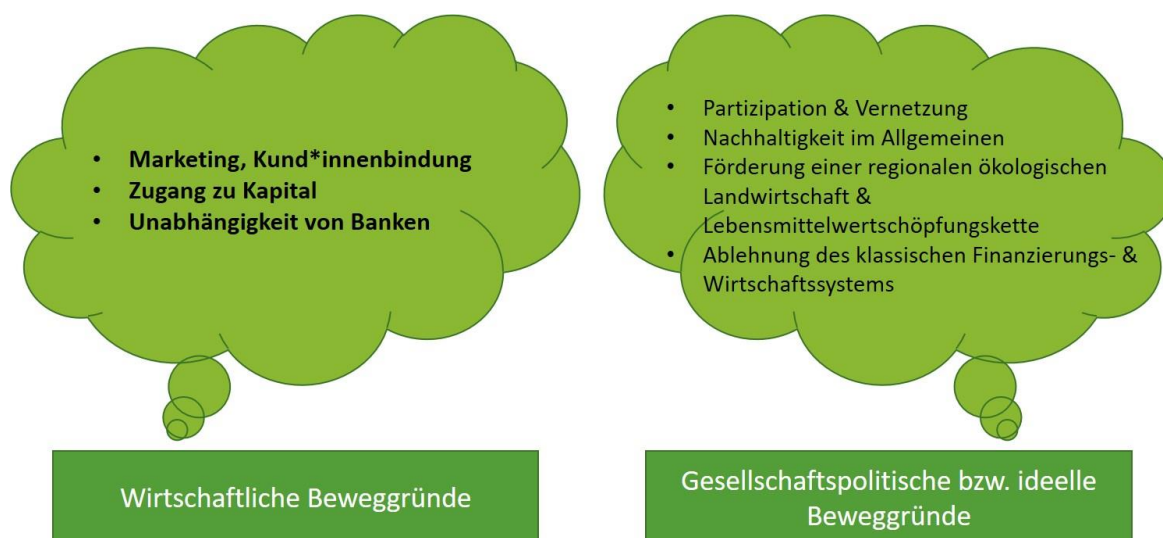 • Marketing, Kund*innenbindung
• Zugang zu Kapital
• Unabhängigkeit von Banken
Wirtschaftliche Beweggründe
• Partizipation & Vernetzung
• Nachhaltigkeit im Allgemeinen
• Förderung einer regionalen ökologischen
Landwirtschaft &
Lebensmittelwertschöpfungskette
• Ablehnung des klassischen Finanzierungs- &
Wirtschaftssystems
Gesellschaftspolitische bzw. ideelle
Beweggründe